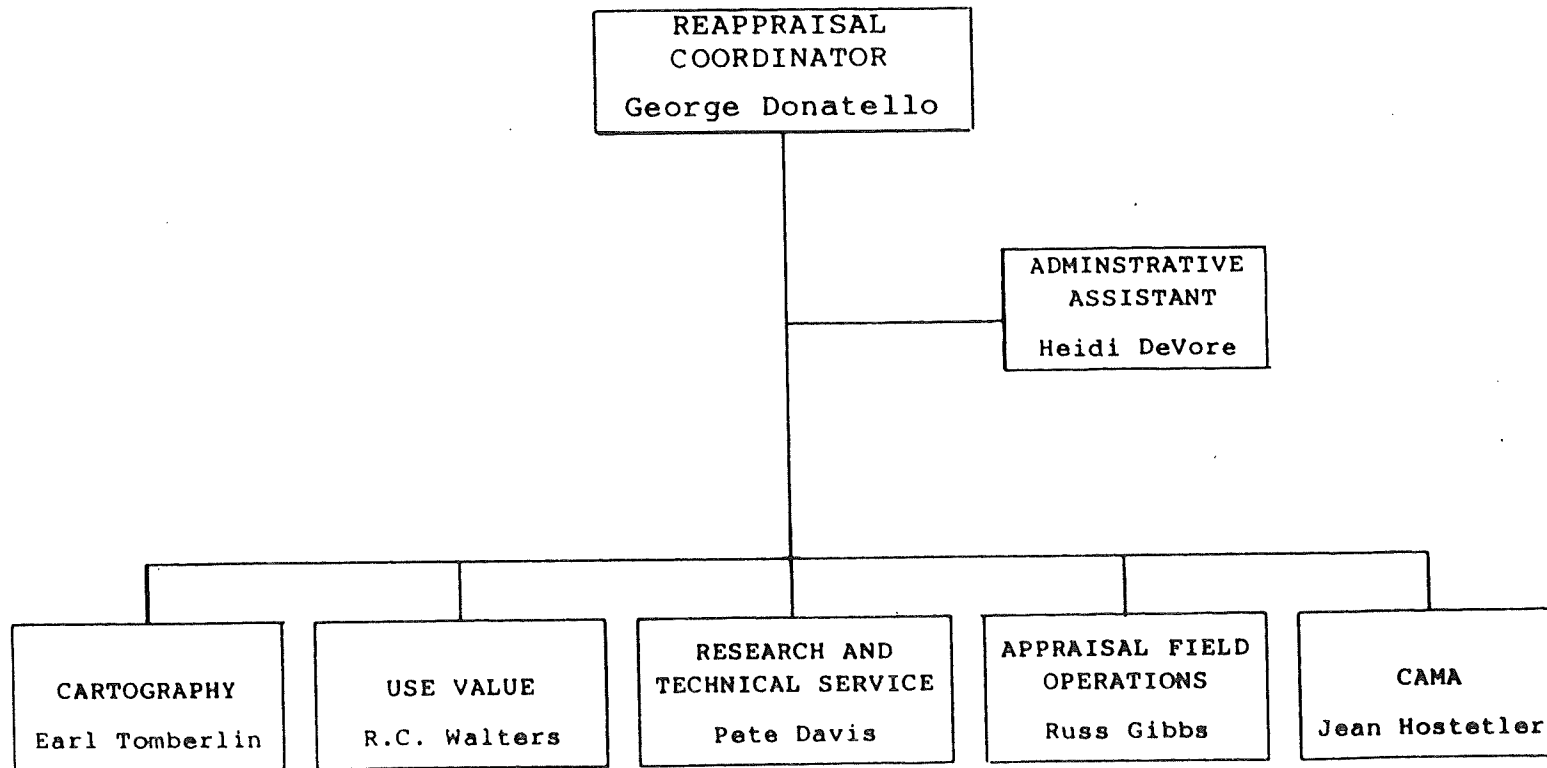 REAPPRAISAL
COORDINATOR
George Donatello
ADMINSTRATIVE
ASSISTANT
Heidi DeVore
CARTOGRAPHY
Earl Tomberlin
USE VALUE
R.C. Walters
RESEARCH AND
TECHNICAL SERVICE
Pete Davis
APPRAISAL FIELD
OPERATIONS
Russ Gibbs
CAMA
Jean Hostetler